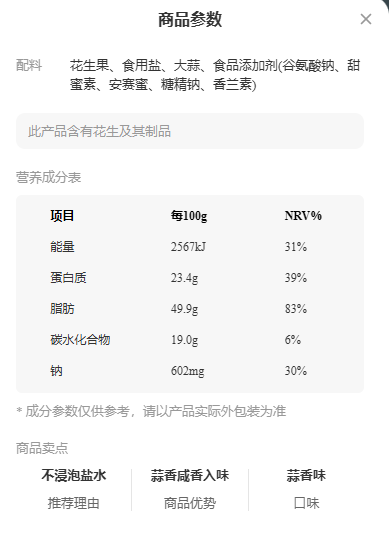 商品参数
配料 花生果、食用盐、大蒜、食品添加剂(谷氨酸钠、甜
蜜素、安赛蜜、糖精钠、香兰素)
此产品含有花生及其制品
营养成分表
项目 每100g NRV%
能量 2567kJ 31%
蛋白质 23.4g 39%
脂肪 49.9g 83%
碳水化合物 19.0g 6%
钠 602mg 30%
* 成分参数仅供参考，请以产品实际外包装为准
商品卖点
不浸泡盐水 蒜香咸香入味 蒜香味
推荐理由 商品优势 口味